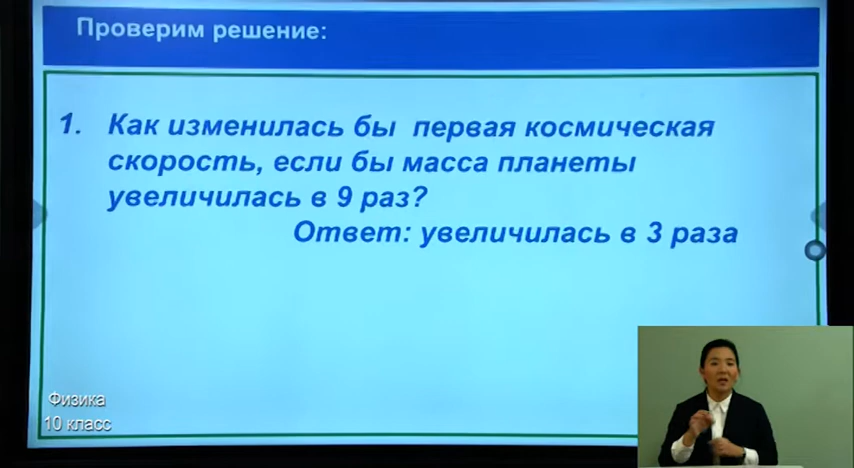 Проверим решение:
1. Как изменилась бы первая космическая
скорость, если бы масса планеты
увеличилась в 9 раз?
Ответ: увеличилась в 3 раза
Физика
10 класс